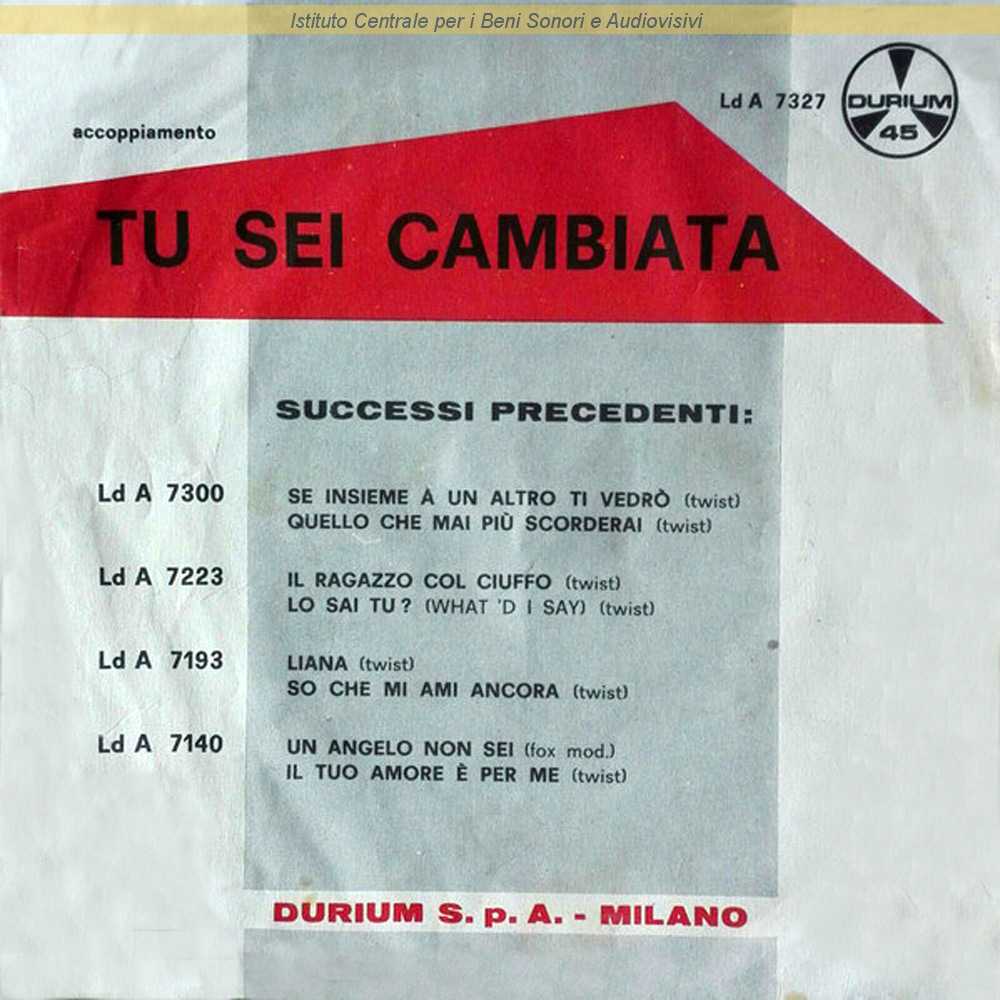 Istituto Centrale per i Beni Sonori e Audiovisivi
Ld A 7327
DURIUM
45
accoppiamento
TU SEI CAMBIATA
SUCCESSI PRECEDENTI:
Ld A 7300 SE INSIEME À UN ALTRO TI VEDRÒ (twist)
QUELLO CHE MAI PIÙ SCORDERAI (twist)
Ld A 7223 IL RAGAZZO COL CIUFFO (twist)
LO SAI TU? (WHAT 'D I SAY) (twist)
Ld A 7193 LIANA (twist)
SO CHE MI AMI ANCORA (twist)
Ld A 7140 UN ANGELO NON SEI (fox mod.)
IL TUO AMORE È PER ME (twist)
DURIUM S. p. A. - MILANO